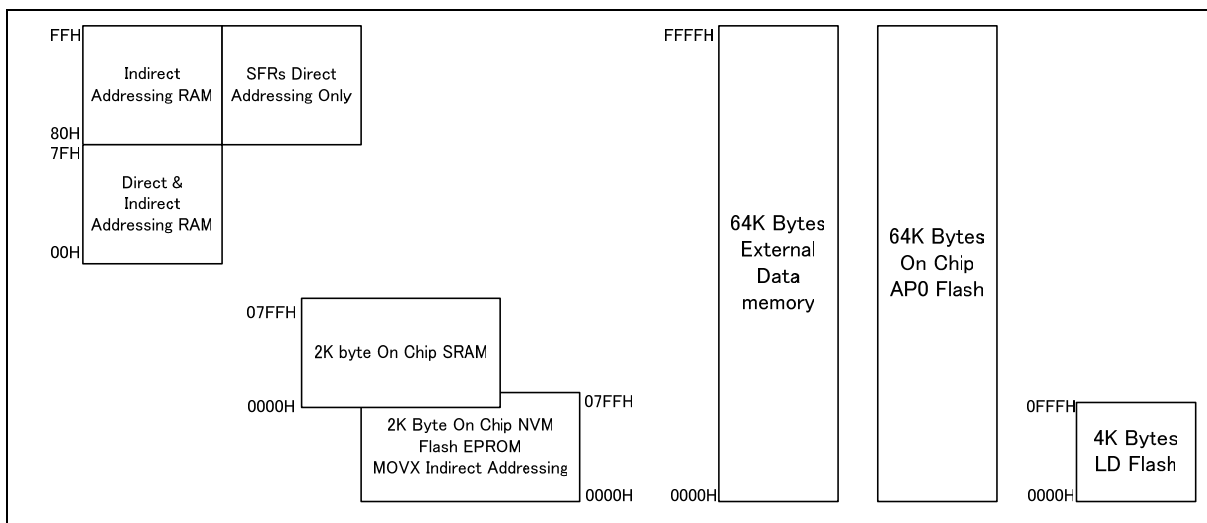 FFH
Indirect
Addressing RAM
SFRs Direct
Addressing Only
80H
7FH
Direct &
Indirect
Addressing RAM
00H
07FFH
2K byte On Chip SRAM
0000H
2K Byte On Chip NVM
Flash EPROM
MOVX Indirect Addressing
07FFH
0000H
FFFFH
64K Bytes
External
Data
memory
0000H
64K Bytes
On Chip
AP0 Flash
0FFFH
4K Bytes
LD Flash
0000H